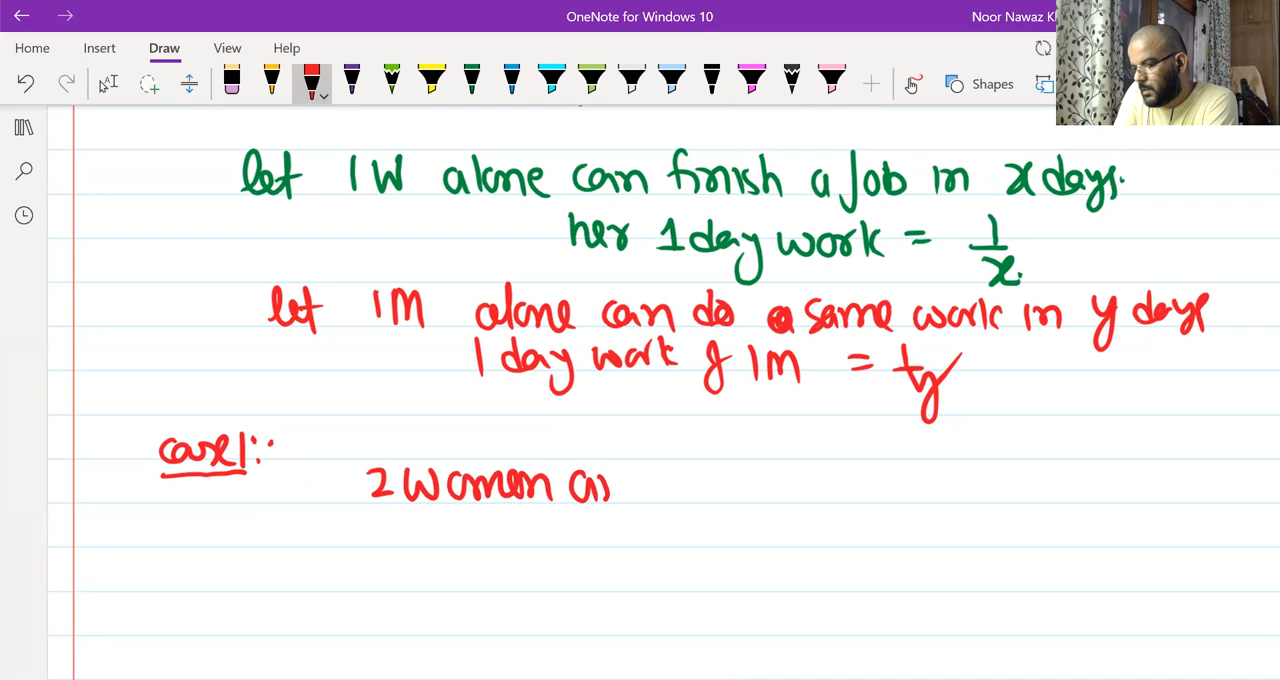 OneNote for Windows 10
Noor Nawaz Kh
Home Insert Draw View Help
Shapes
let 1W alone can finish a Job in x days.
her 1 day work = 1/x.
let 1M alone can do a same work in y days
1 day work of 1M = 1/y
case1:
2 women